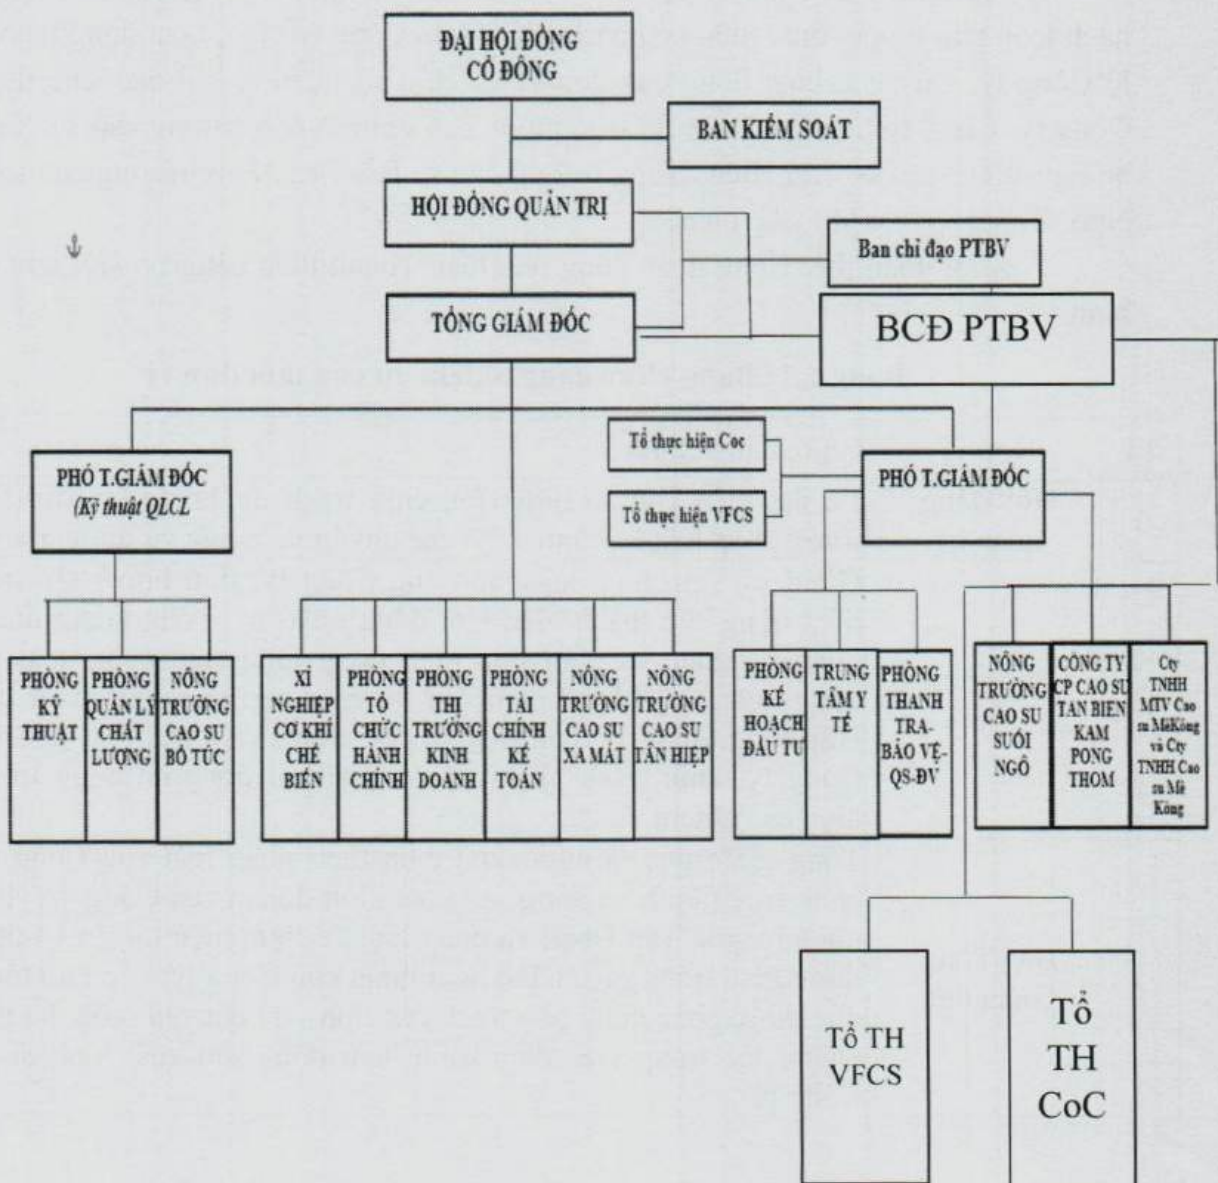 ĐẠI HỘI ĐỒNG
CỔ ĐÔNG
BAN KIỂM SOÁT
HỘI ĐỒNG QUẢN TRỊ
Ban chỉ đạo PTBV
TỔNG GIÁM ĐỐC
BCĐ PTBV
PHÓ T.GIÁM ĐỐC
(Kỹ thuật QLCL
Tổ thực hiện Coc
Tổ thực hiện VFCS
PHÓ T.GIÁM ĐỐC
PHÒNG
KỸ
THUẬT
PHÒNG
QUẢN LÝ
CHẤT
LƯỢNG
NÔNG
TRƯỜNG
CAO SU
BỔ TÚC
XÍ
NGHIỆP
CƠ KHÍ
CHẾ
BIẾN
PHÒNG
TỔ
CHỨC
HÀNH
CHÍNH
PHÒNG
THỊ
TRƯỜNG
KINH
DOANH
PHÒNG
TÀI
CHÍNH
KẾ
TOÁN
NÔNG
TRƯỜNG
CAO SU
XA MÁT
NÔNG
TRƯỜNG
CAO SU
TÂN HIỆP
PHÒNG
KẾ
HOẠCH
ĐẦU TƯ
TRUNG
TÂM Y
TẾ
PHÒNG
THANH
TRA-
BẢO VỆ-
QS-ĐV
NÔNG
TRƯỜNG
CAO SU
SUỐI
NGÔ
CÔNG TY
CP CAO SU
TAN BIEN
KAM
PONG
THOM
Cty
TNHH
MTV Cao
su MêKông
và Cty
TNHH Cao
su Mê
Kông
Tổ TH
VFCS
Tổ
TH
CoC